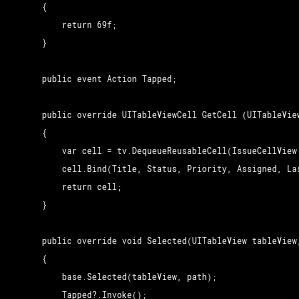 {
return 69f;
}
public event Action Tapped;
public override UITableViewCell GetCell (UITableView
{
var cell = tv.DequeueReusableCell(IssueCellView
cell.Bind(Title, Status, Priority, Assigned, Las
return cell;
}
public override void Selected(UITableView tableView,
{
base.Selected(tableView, path);
Tapped?.Invoke();